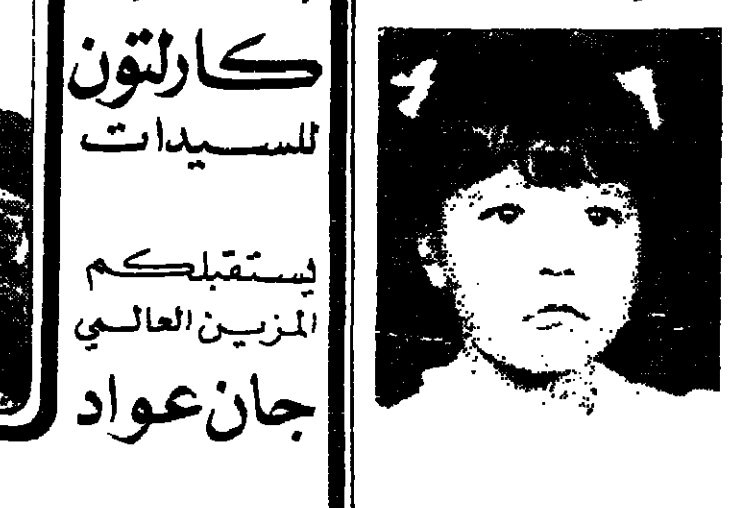 كارلتون
للسيدات
يستقبلكم
المزين العالمي
جان عواد